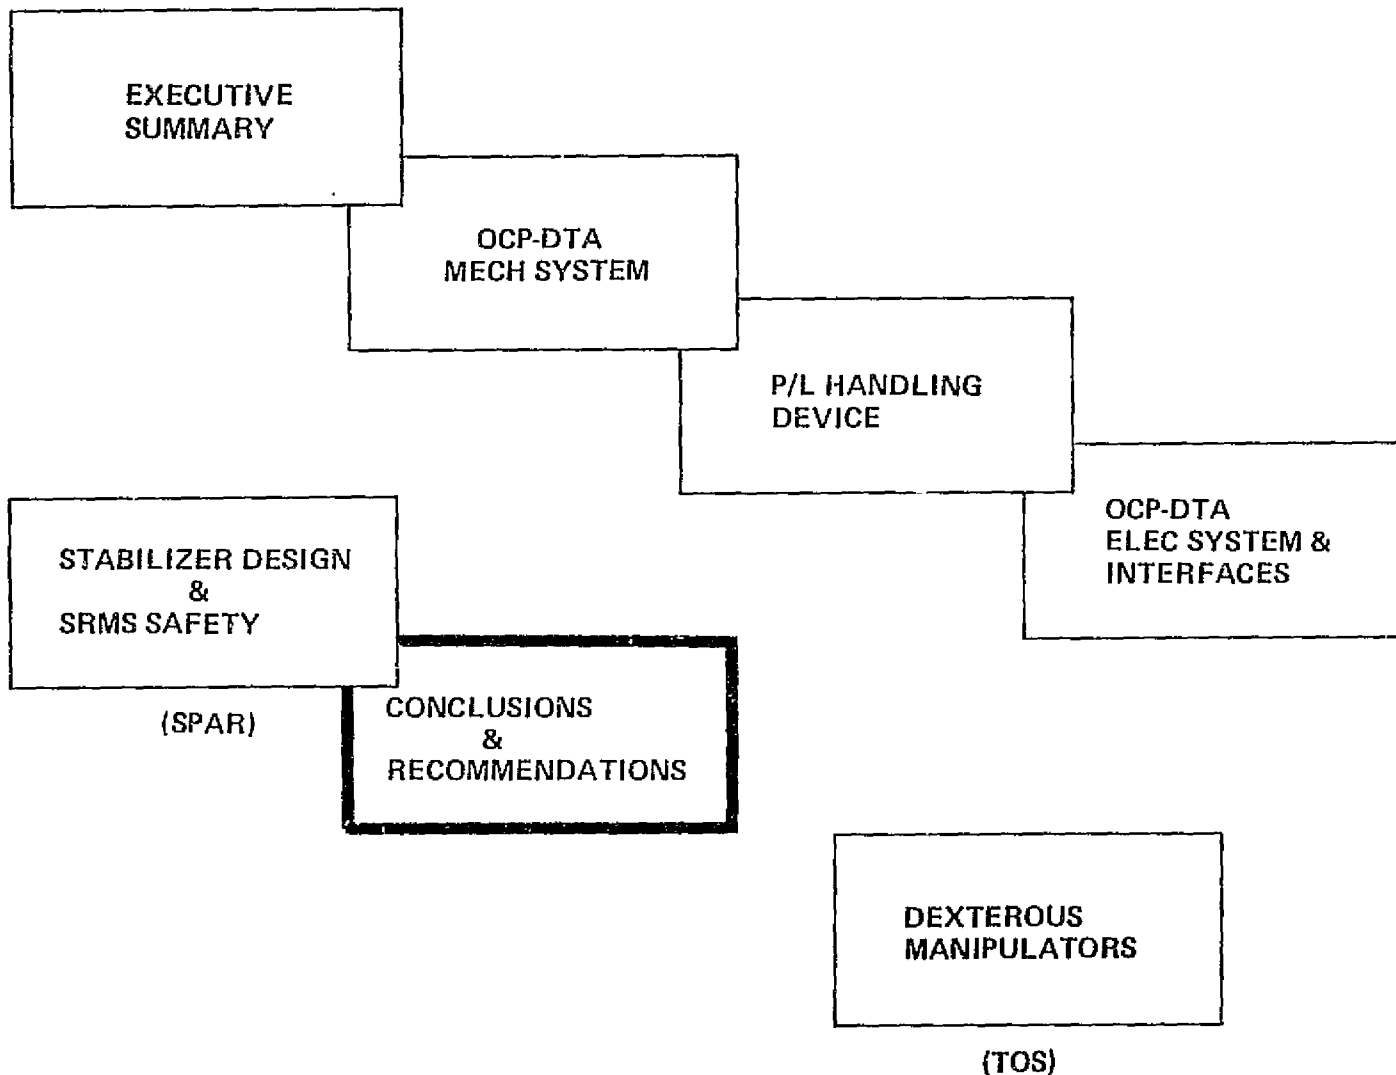 EXECUTIVE
SUMMARY
OCP-DTA
MECH SYSTEM
P/L HANDLING
DEVICE
OCP-DTA
ELEC SYSTEM &
INTERFACES
STABILIZER DESIGN
&
SRMS SAFETY
(SPAR)
CONCLUSIONS
&
RECOMMENDATIONS
DEXTEROUS
MANIPULATORS
(TOS)